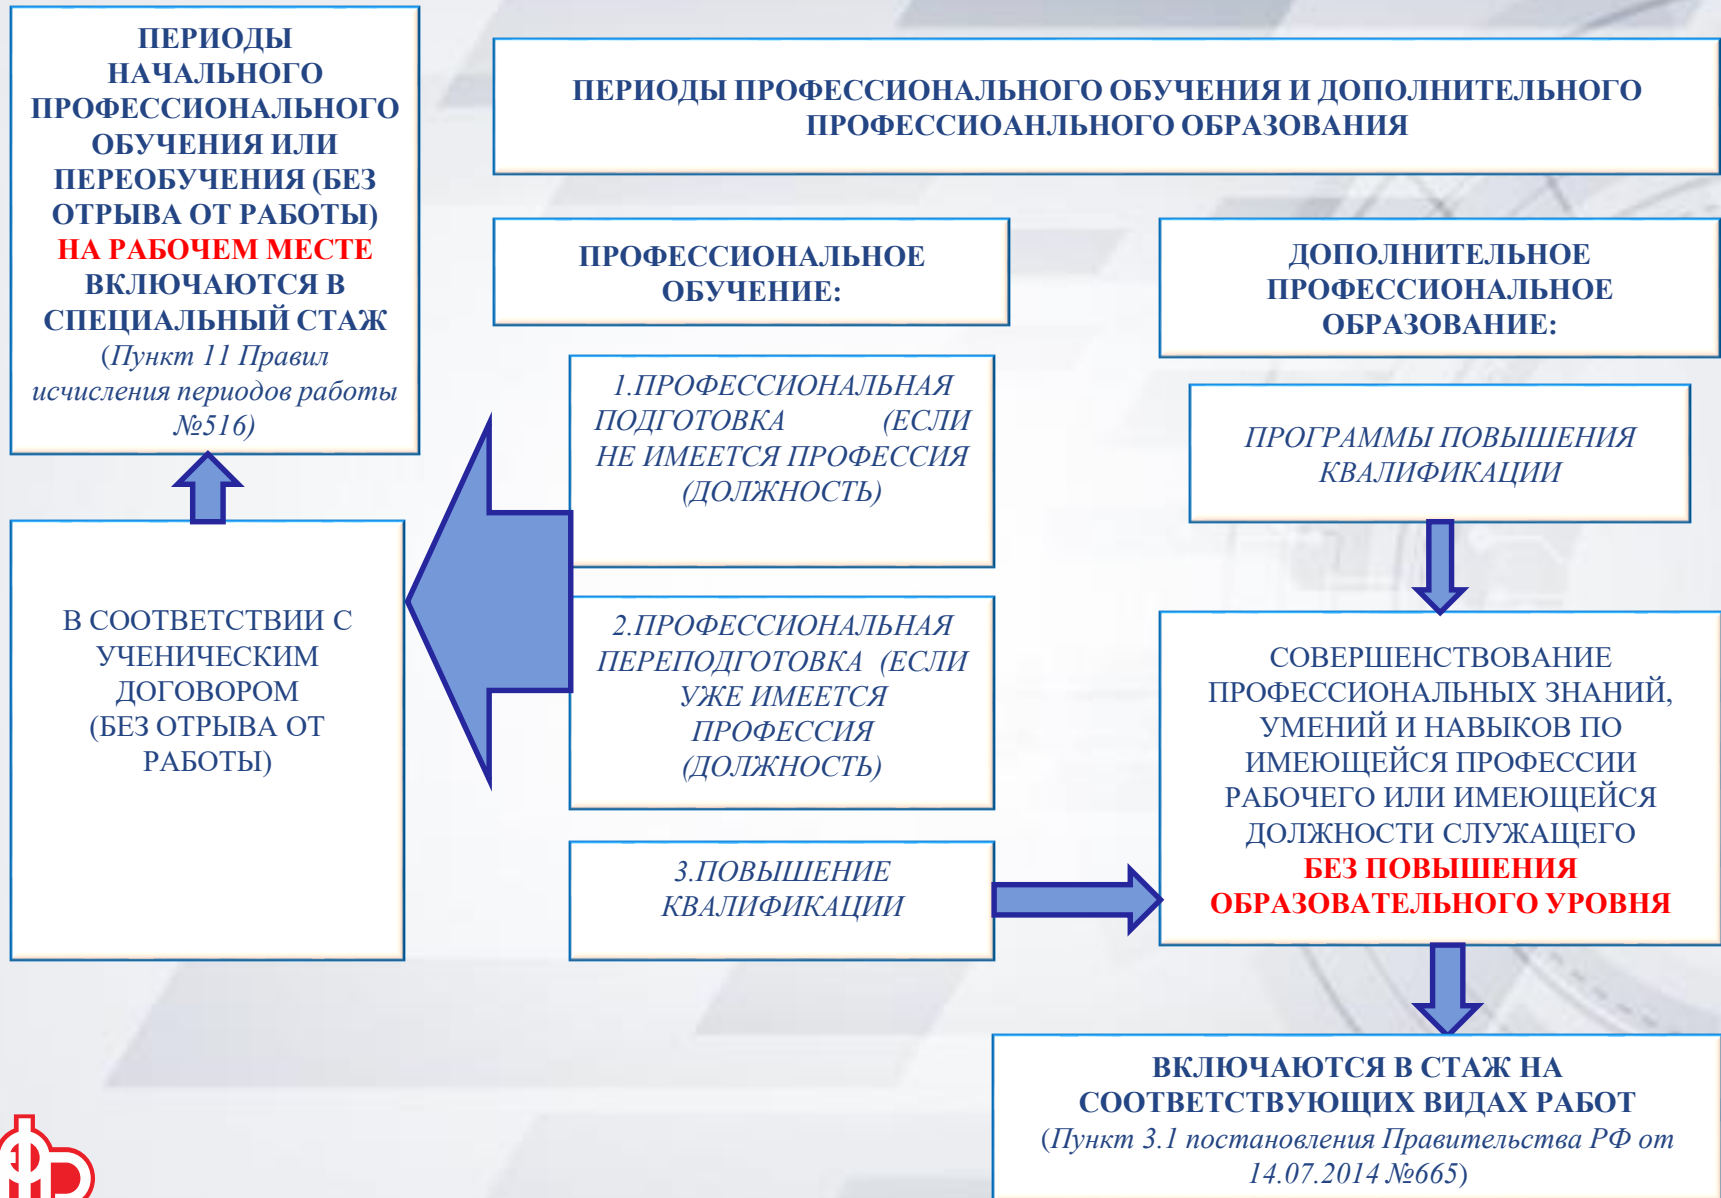 ПЕРИОДЫ
НАЧАЛЬНОГО
ПРОФЕССИОНАЛЬНОГО
ОБУЧЕНИЯ ИЛИ
ПЕРЕОБУЧЕНИЯ (БЕЗ
ОТРЫВА ОТ РАБОТЫ)
НА РАБОЧЕМ МЕСТЕ
ВКЛЮЧАЮТСЯ В
СПЕЦИАЛЬНЫЙ СТАЖ
(Пункт 11 Правил
исчисления периодов работы
№516)
В СООТВЕТСТВИИ С
УЧЕНИЧЕСКИМ
ДОГОВОРОМ
(БЕЗ ОТРЫВА ОТ
РАБОТЫ)
ПЕРИОДЫ ПРОФЕССИОНАЛЬНОГО ОБУЧЕНИЯ И ДОПОЛНИТЕЛЬНОГО
ПРОФЕССИОАНЛЬНОГО ОБРАЗОВАНИЯ
ПРОФЕССИОНАЛЬНОЕ
ОБУЧЕНИЕ:
1.ПРОФЕССИОНАЛЬНАЯ
ПОДГОТОВКА (ЕСЛИ
НЕ ИМЕЕТСЯ ПРОФЕССИЯ
(ДОЛЖНОСТЬ)
2.ПРОФЕССИОНАЛЬНАЯ
ПЕРЕПОДГОТОВКА (ЕСЛИ
УЖЕ ИМЕЕТСЯ
ПРОФЕССИЯ
(ДОЛЖНОСТЬ)
3.ПОВЫШЕНИЕ
КВАЛИФИКАЦИИ
ДОПОЛНИТЕЛЬНОЕ
ПРОФЕССИОНАЛЬНОЕ
ОБРАЗОВАНИЕ:
ПРОГРАММЫ ПОВЫШЕНИЯ
КВАЛИФИКАЦИИ
СОВЕРШЕНСТВОВАНИЕ
ПРОФЕССИОНАЛЬНЫХ ЗНАНИЙ,
УМЕНИЙ И НАВЫКОВ ПО
ИМЕЮЩЕЙСЯ ПРОФЕССИИ
РАБОЧЕГО ИЛИ ИМЕЮЩЕЙСЯ
ДОЛЖНОСТИ СЛУЖАЩЕГО
БЕЗ ПОВЫШЕНИЯ
ОБРАЗОВАТЕЛЬНОГО УРОВНЯ
ВКЛЮЧАЮТСЯ В СТАЖ НА
СООТВЕТСТВУЮЩИХ ВИДАХ РАБОТ
(Пункт 3.1 постановления Правительства РФ от
14.07.2014 №665)